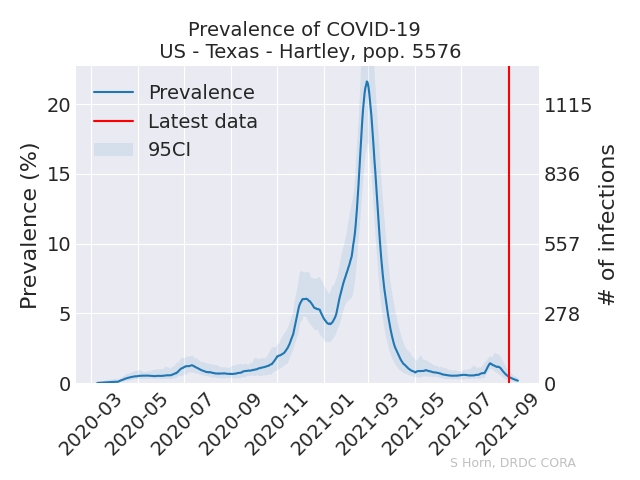 Prevalence of COVID-19
US - Texas - Hartley, pop. 5576
Prevalence
Latest data
95CI
Prevalence (%)
20
15
10
5
0
1115
836
557
278
0
# of infections
2020-03
2020-05
2020-07
2020-09
2020-11
2021-01
2021-03
2021-05
2021-07
2021-09
S Horn, DRDC CORA